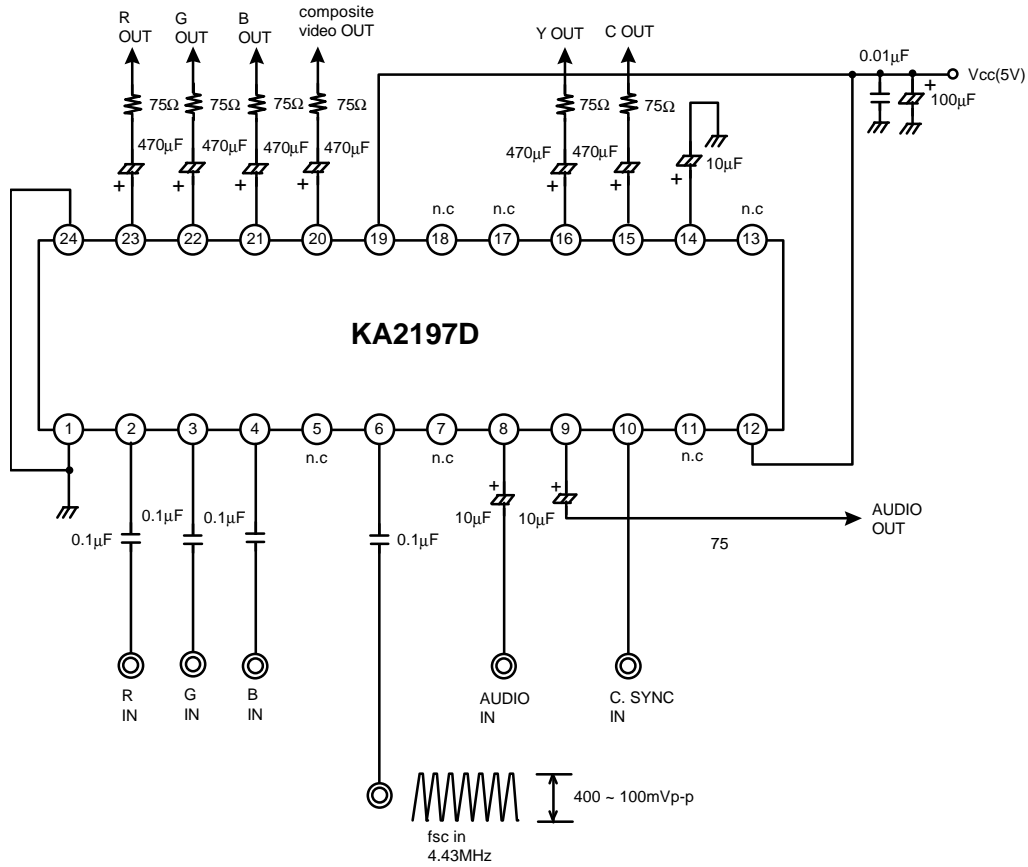 R
OUT
G
OUT
B
OUT
composite
video OUT
Y OUT
C OUT
0.01μF
Vcc(5V)
+
100μF
75Ω
75Ω
75Ω
75Ω
75Ω
75Ω
470μF
470μF
470μF
470μF
470μF
470μF
10μF
+
+
+
+
+
+
+
n.c
n.c
n.c
24
23
22
21
20
19
18
17
16
15
14
13
KA2197D
1
2
3
4
5
6
7
8
9
10
11
12
n.c
n.c
n.c
+
+
0.1μF
0.1μF
0.1μF
0.1μF
10μF
10μF
75
AUDIO
OUT
R
IN
G
IN
B
IN
AUDIO
IN
C. SYNC
IN
400 ~ 100mVp-p
fsc in
4.43MHz